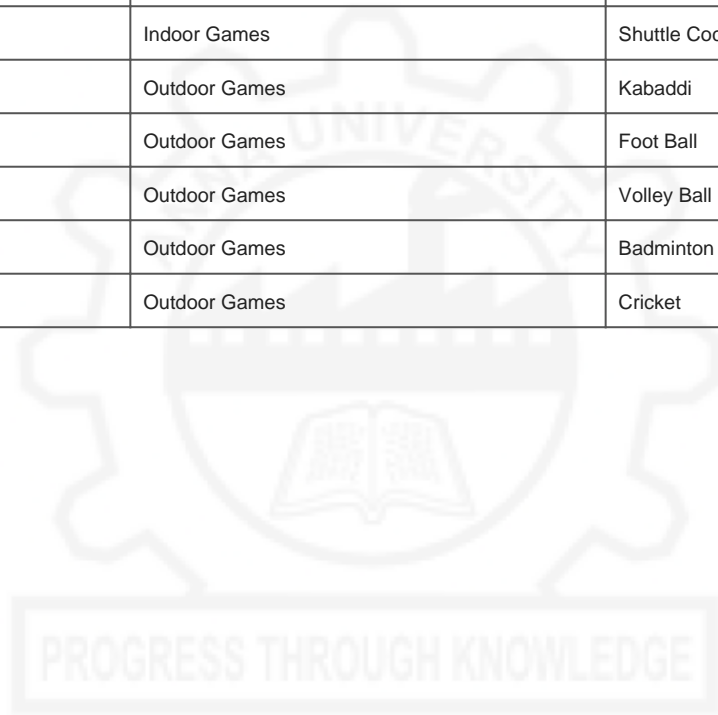 Indoor Games Shuttle
Outdoor Games Kabaddi
Outdoor Games Foot Ball
Outdoor Games Volley Ball
Outdoor Games Badminton
Outdoor Games Cricket
ANNA UNIVERSITY
PROGRESS THROUGH KNOWLEDGE